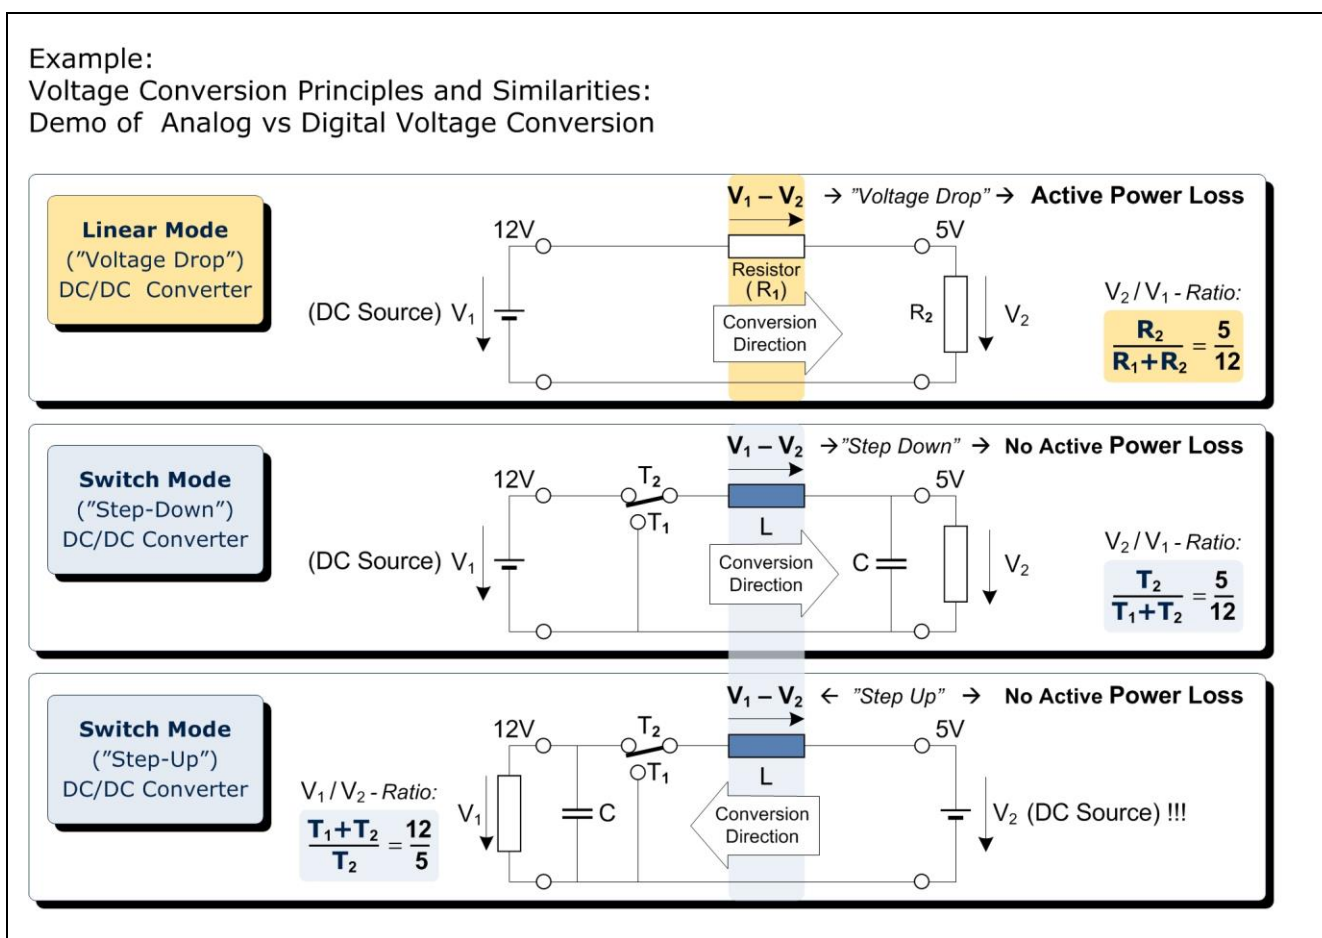 Example:
Voltage Conversion Principles and Similarities:
Demo of Analog vs Digital Voltage Conversion
Linear Mode
("Voltage Drop")
DC/DC Converter
(DC Source) V₁
12V
V₁ – V₂ → "Voltage Drop" → Active Power Loss
Resistor
(R₁)
Conversion
Direction
5V
R₂
V₂
V₂ / V₁ - Ratio:
R₂
R₁+R₂
= 5
12
Switch Mode
("Step-Down")
DC/DC Converter
(DC Source) V₁
12V
T₂
T₁
V₁ – V₂ → "Step Down" → No Active Power Loss
L
Conversion
Direction
C
5V
V₂
V₂ / V₁ - Ratio:
T₂
T₁+T₂
= 5
12
Switch Mode
("Step-Up")
DC/DC Converter
V₁ / V₂ - Ratio:
T₁+T₂
T₂
= 12
5
12V
V₁
C
T₂
T₁
V₁ – V₂ ← "Step Up" → No Active Power Loss
L
Conversion
Direction
5V
V₂ (DC Source) !!!